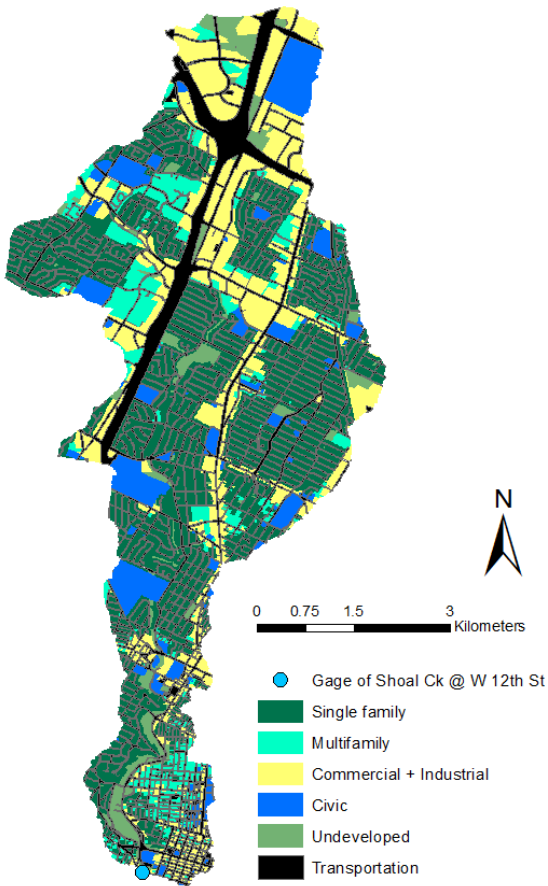 N
0 0.75 1.5 3
Kilometers
Gage of Shoal Ck @ W 12th St
Single family
Multifamily
Commercial + Industrial
Civic
Undeveloped
Transportation